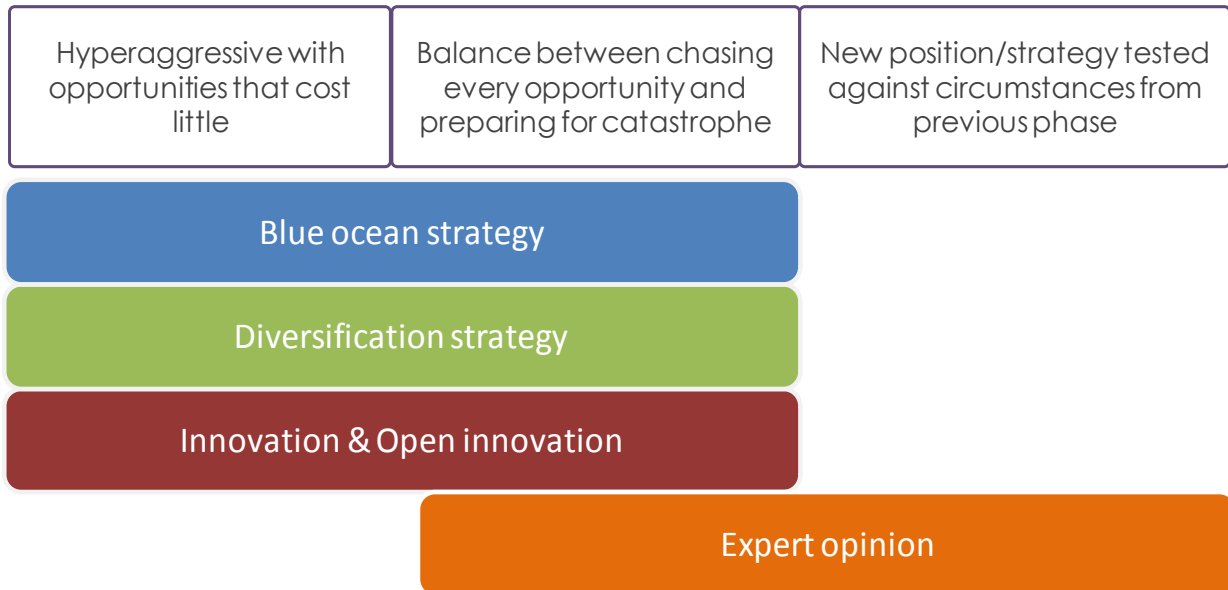 Hyperaggressive with
opportunities that cost
little
Balance between chasing
every opportunity and
preparing for catastrophe
New position/strategy tested
against circumstances from
previous phase
Blue ocean strategy
Diversification strategy
Innovation & Open innovation
Expert opinion